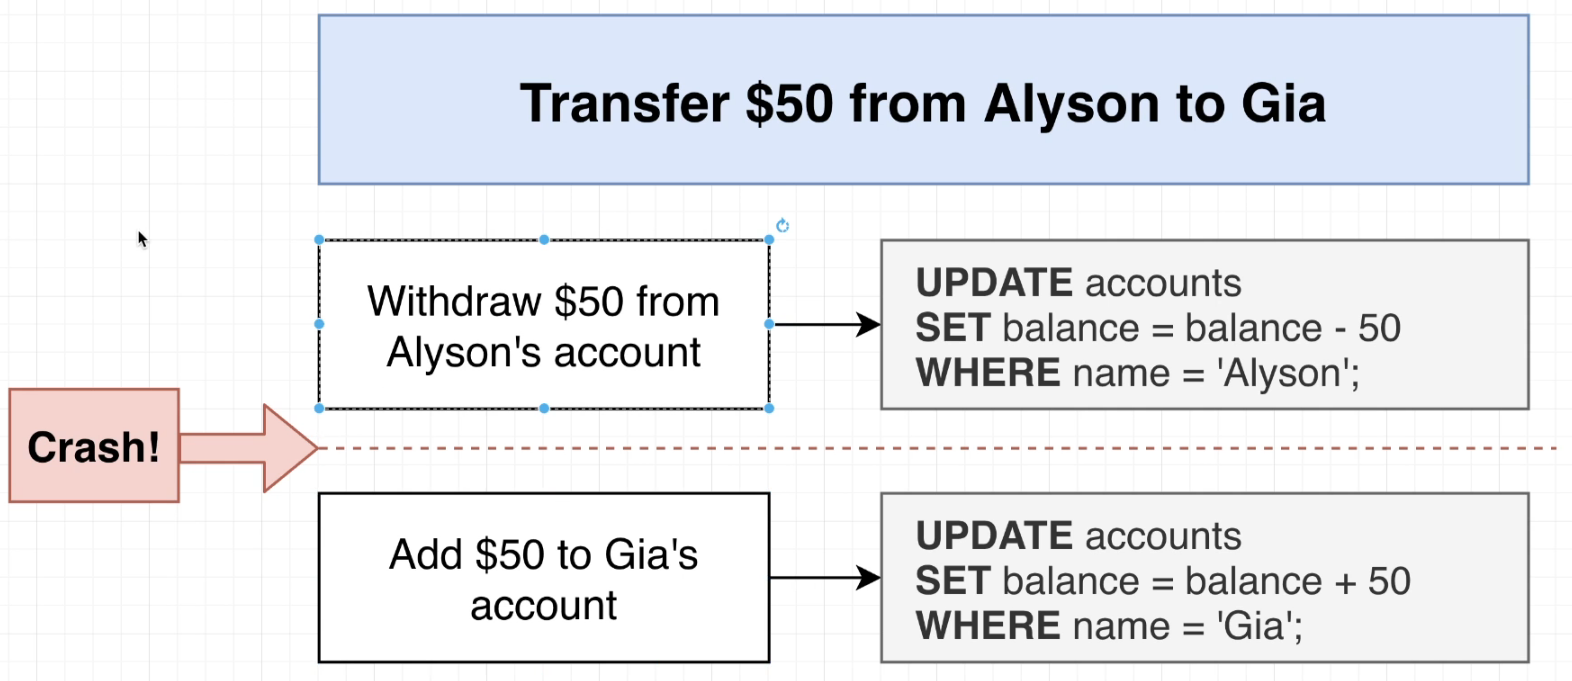 Transfer $50 from Alyson to Gia
Withdraw $50 from
Alyson's account
UPDATE accounts
SET balance = balance - 50
WHERE name = 'Alyson';
Crash!
Add $50 to Gia's
account
UPDATE accounts
SET balance = balance + 50
WHERE name = 'Gia';